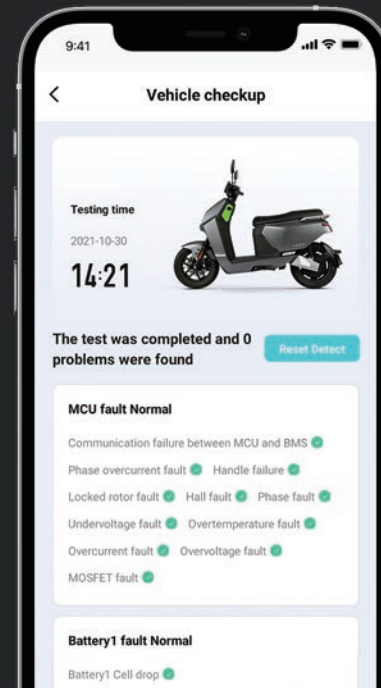 9:41
Vehicle checkup
Testing time
2021-10-30
14:21
The test was completed and 0
problems were found
Reset Detect
MCU fault Normal
Communication failure between MCU and BMS
Phase overcurrent fault Handle failure
Locked rotor fault Hall fault Phase fault
Undervoltage fault Overtemperature fault
Overcurrent fault Overvoltage fault
MOSFET fault
Battery1 fault Normal
Battery1 Cell drop